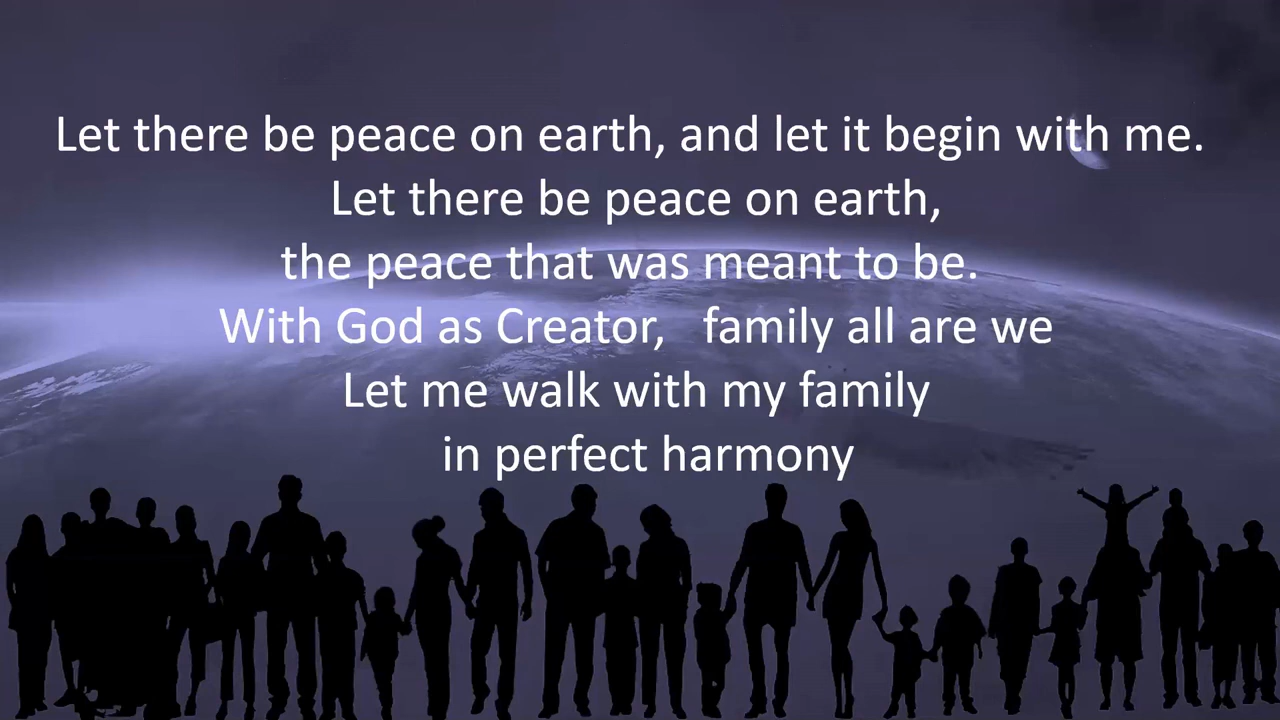 Let there be peace on earth, and let it begin with me.
Let there be peace on earth,
the peace that was meant to be.
With God as Creator,   family all are we
Let me walk with my family
in perfect harmony